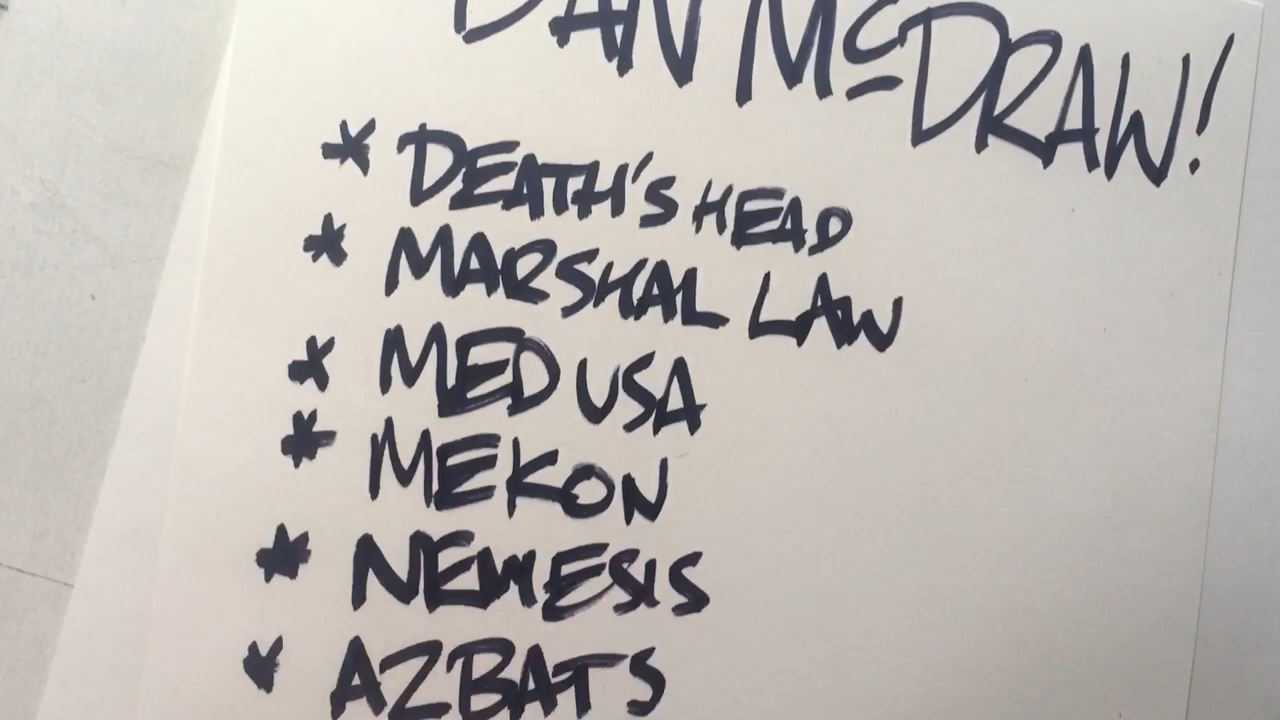 DAN McDRAW!
* DEATH'S HEAD
* MARSHAL LAW
* MEDUSA
* MEKON
* NEMESIS
* AZBATS